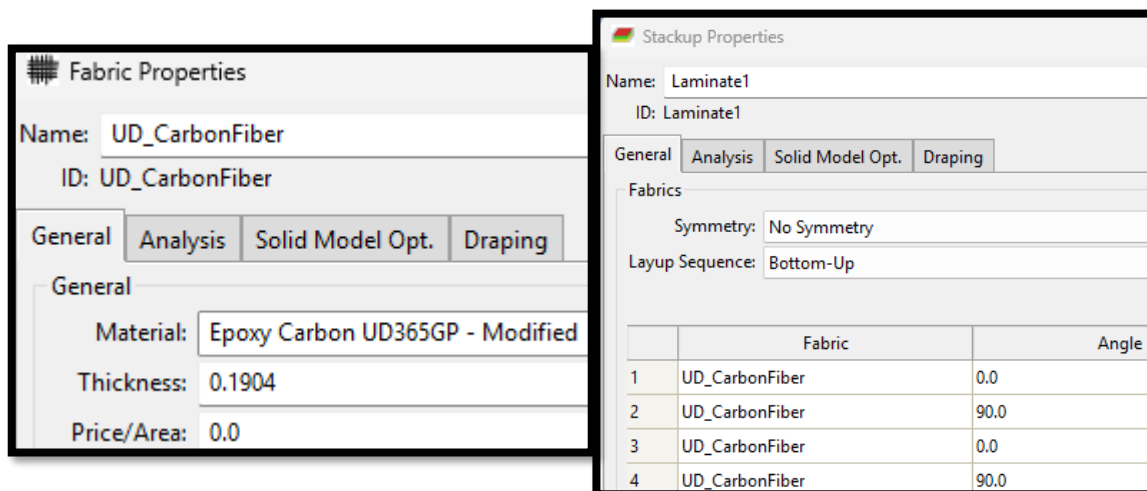 Fabric Properties
Name: UD_CarbonFiber
ID: UD_CarbonFiber
General Analysis Solid Model Opt. Draping
General
Material: Epoxy Carbon UD365GP - Modified
Thickness: 0.1904
Price/Area: 0.0
Stackup Properties
Name: Laminate1
ID: Laminate1
General Analysis Solid Model Opt. Draping
Fabrics
Symmetry: No Symmetry
Layup Sequence: Bottom-Up
Fabric Angle
1 UD_CarbonFiber 0.0
2 UD_CarbonFiber 90.0
3 UD_CarbonFiber 0.0
4 UD_CarbonFiber 90.0